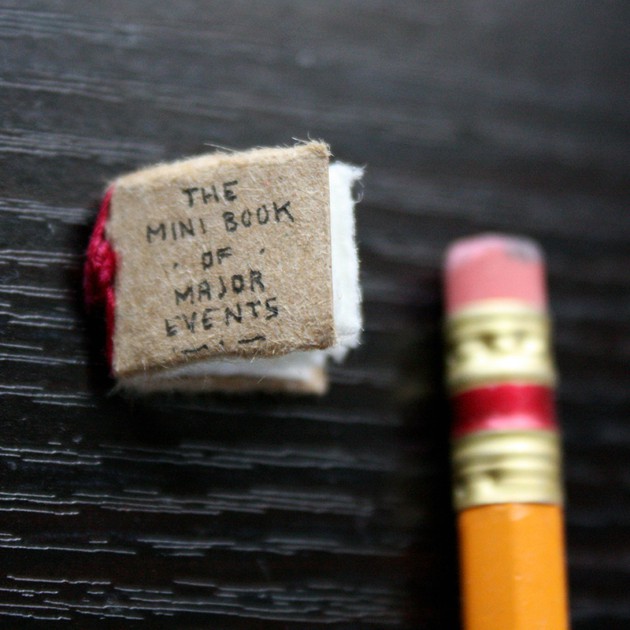 THE
MINI BOOK
· OF ·
MAJOR
EVENTS